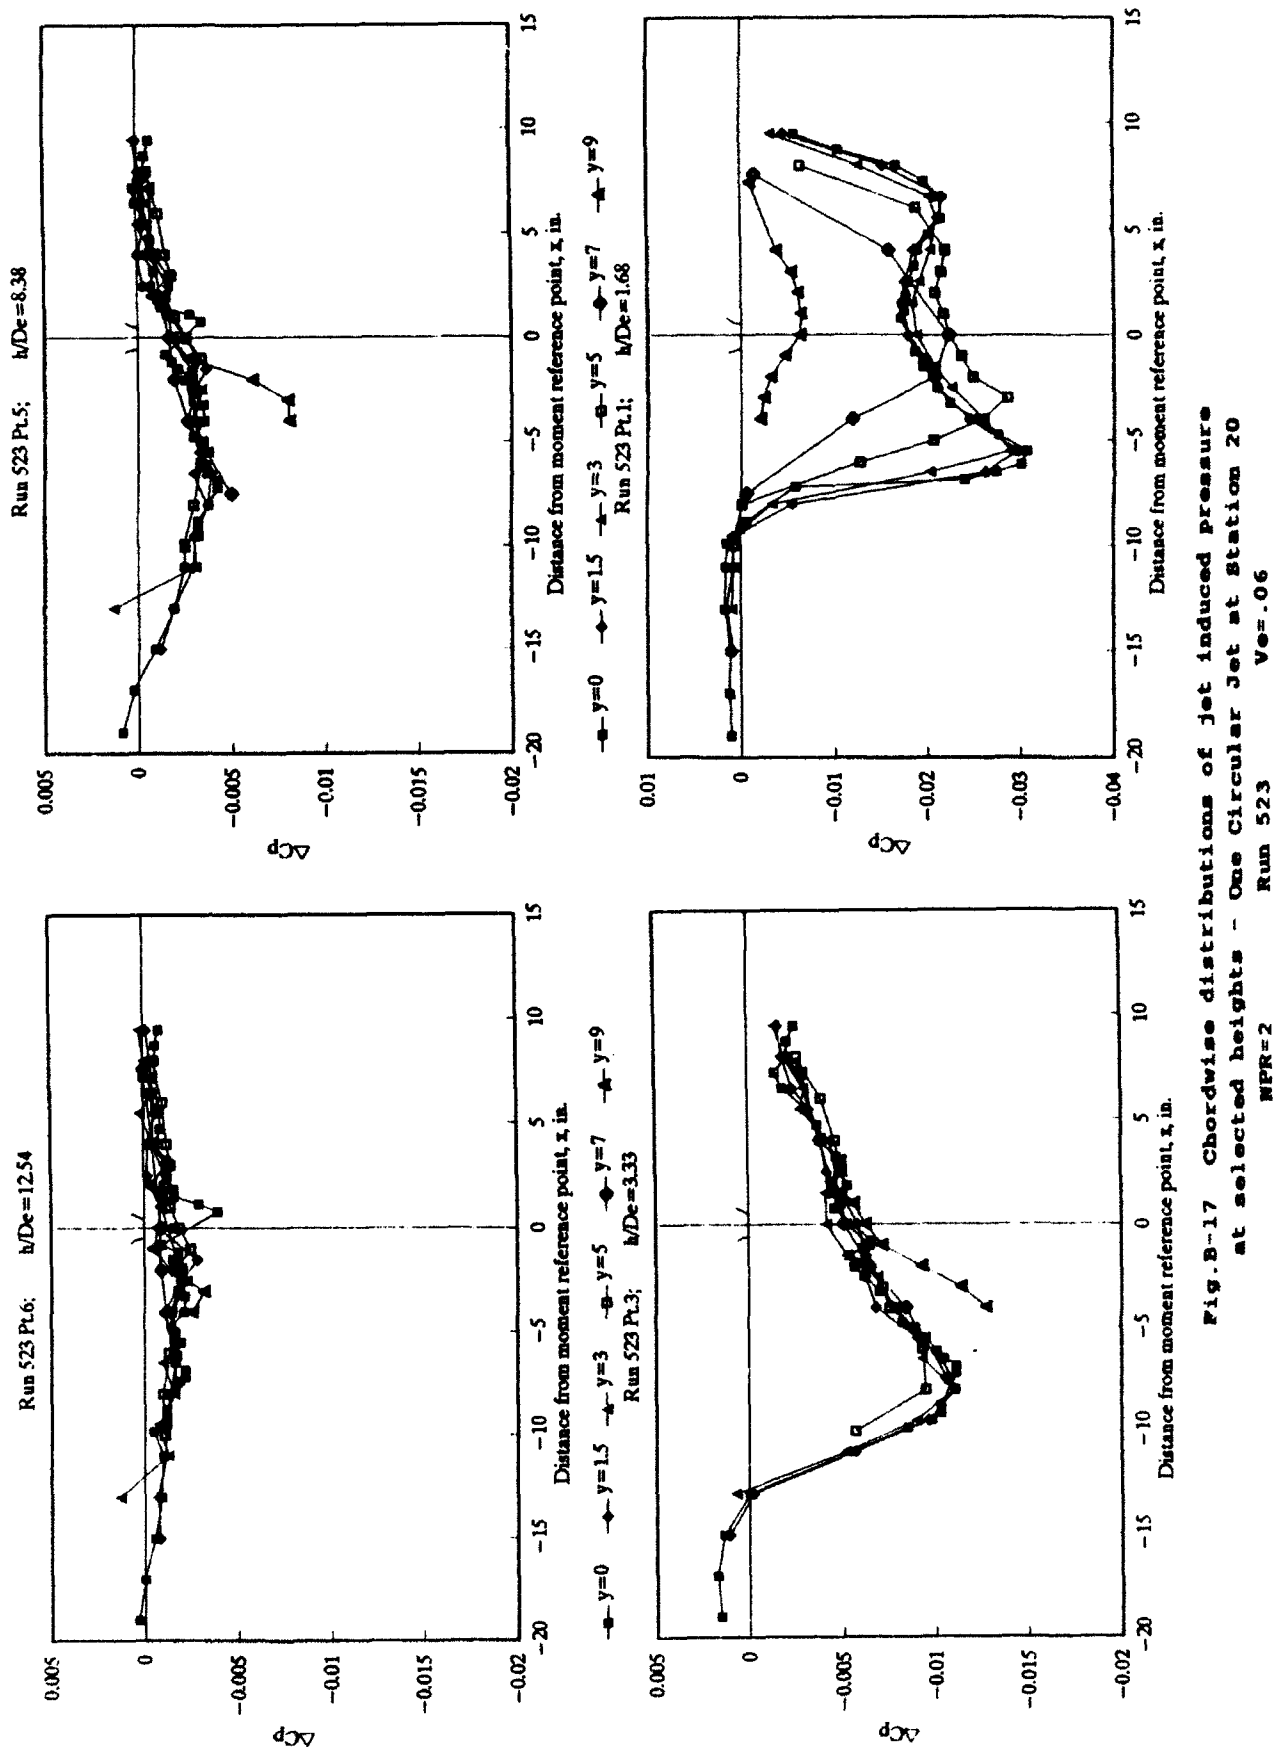 Run 523 Pt.6; h/De=12.54
0.005
0
-0.005
-0.01
-0.015
-0.02
ΔCp
-20 -15 -10 -5 0 5 10 15
Distance from moment reference point, x, in.
Run 523 Pt.5; h/De=8.38
0.005
0
-0.005
-0.01
-0.015
-0.02
ΔCp
-20 -15 -10 -5 0 5 10 15
Distance from moment reference point, x, in.
y=0 y=1.5 y=3 y=5 y=7 y=9
y=0 y=1.5 y=3 y=5 y=7 y=9
Run 523 Pt.3; h/De=3.33
0.005
0
-0.005
-0.01
-0.015
-0.02
ΔCp
-20 -15 -10 -5 0 5 10 15
Distance from moment reference point, x, in.
Run 523 Pt.1; h/De=1.68
0.01
0
-0.01
-0.02
-0.03
-0.04
ΔCp
-20 -15 -10 -5 0 5 10 15
Distance from moment reference point, x, in.
Fig.B-17 Chordwise distributions of jet induced pressure
at selected heights - One Circular Jet at Station 20
NPR=2 Run 523 Ve=.06